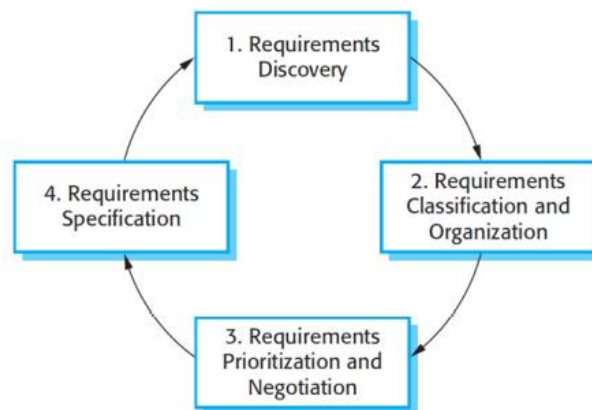 1. Requirements
Discovery
2. Requirements
Classification and
Organization
3. Requirements
Prioritization and
Negotiation
4. Requirements
Specification